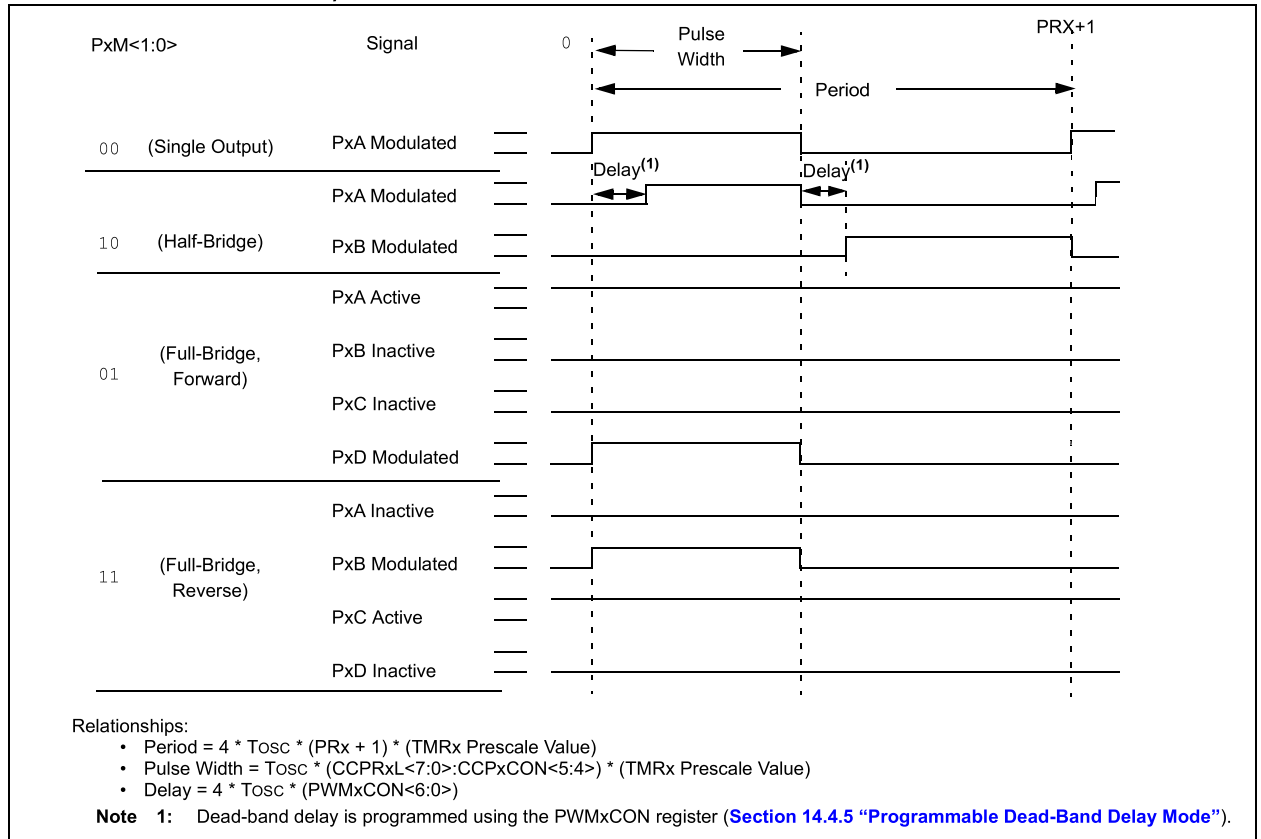 PxM<1:0>
Signal
0
Pulse
Width
PRX+1
Period
00
(Single Output)
PxA Modulated
Delay(1)
Delay(1)
PxA Modulated
10
(Half-Bridge)
PxB Modulated
PxA Active
01
(Full-Bridge,
Forward)
PxB Inactive
PxC Inactive
PxD Modulated
PxA Inactive
11
(Full-Bridge,
Reverse)
PxB Modulated
PxC Active
PxD Inactive
Relationships:
• Period = 4 * TOSC * (PRx + 1) * (TMRx Prescale Value)
• Pulse Width = TOSC * (CCPRxL<7:0>:CCPxCON<5:4>) * (TMRx Prescale Value)
• Delay = 4 * TOSC * (PWMxCON<6:0>)
Note 1: Dead-band delay is programmed using the PWMxCON register (Section 14.4.5 “Programmable Dead-Band Delay Mode”).